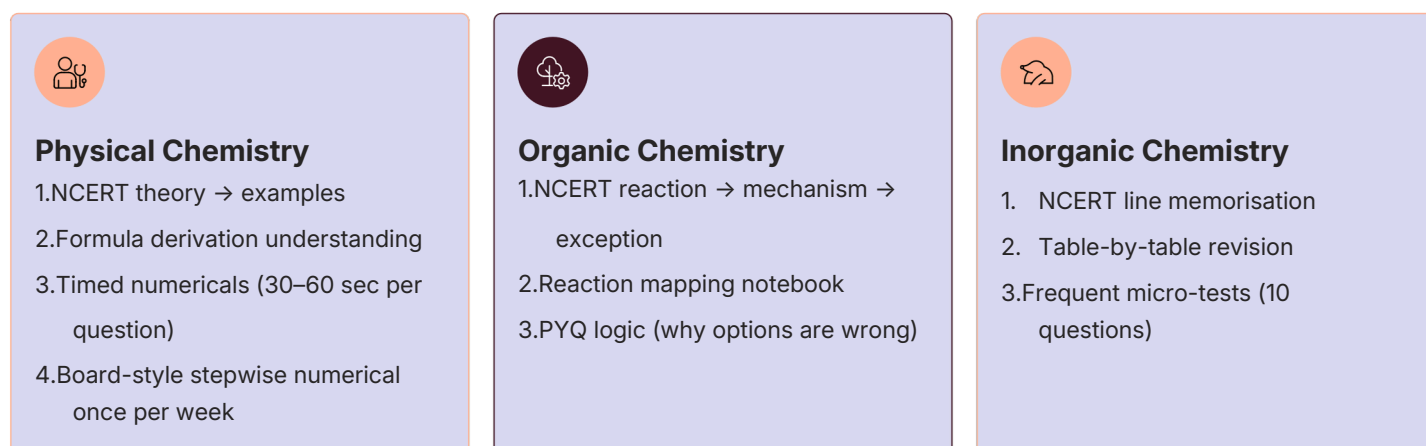 Physical Chemistry
1.NCERT theory → examples
2.Formula derivation understanding
3.Timed numericals (30–60 sec per
question)
4.Board-style stepwise numerical
once per week
Organic Chemistry
1.NCERT reaction → mechanism →
exception
2.Reaction mapping notebook
3.PYQ logic (why options are wrong)
Inorganic Chemistry
1. NCERT line memorisation
2. Table-by-table revision
3.Frequent micro-tests (10
questions)